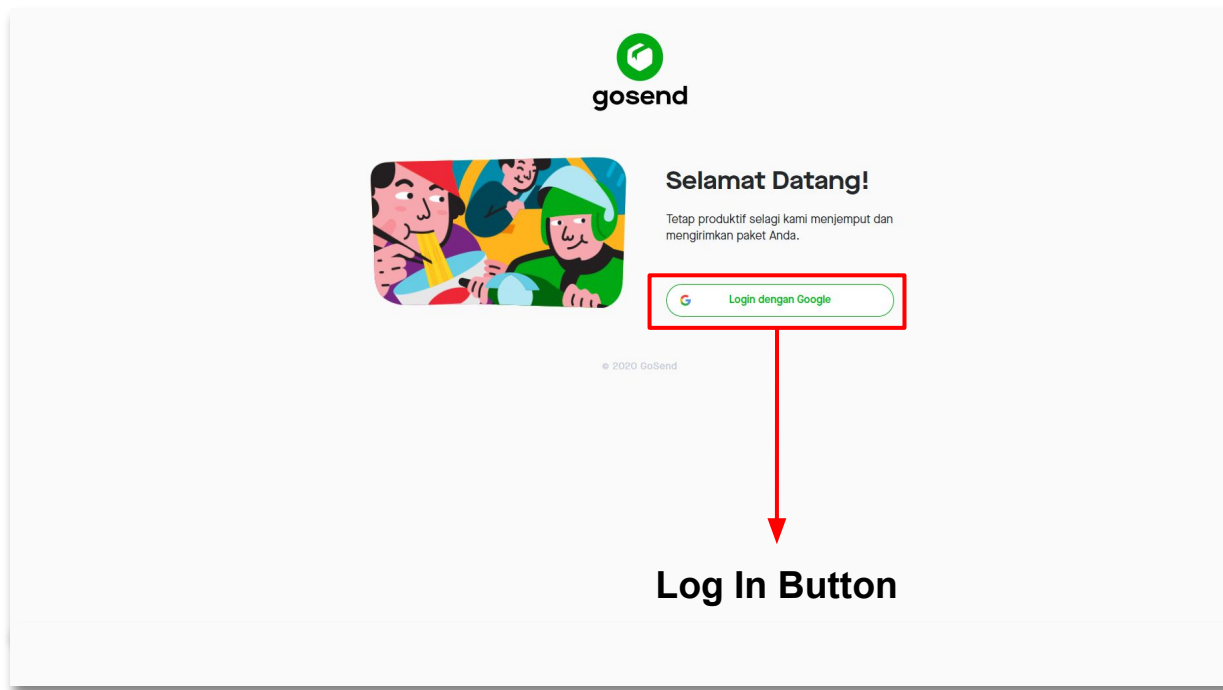 gosend
Selamat Datang!
Tetap produktif selagi kami menjemput dan
mengirimkan paket Anda.
Login dengan Google
© 2020 GoSend
Log In Button